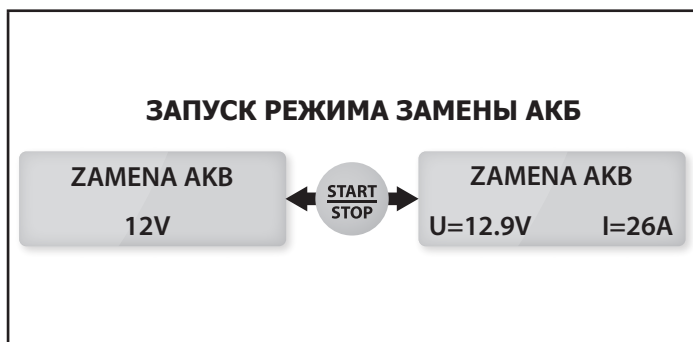 ЗАПУСК РЕЖИМА ЗАМЕНЫ АКБ
ZAMENA AKB
12V
START
STOP
ZAMENA AKB
U=12.9V I=26A